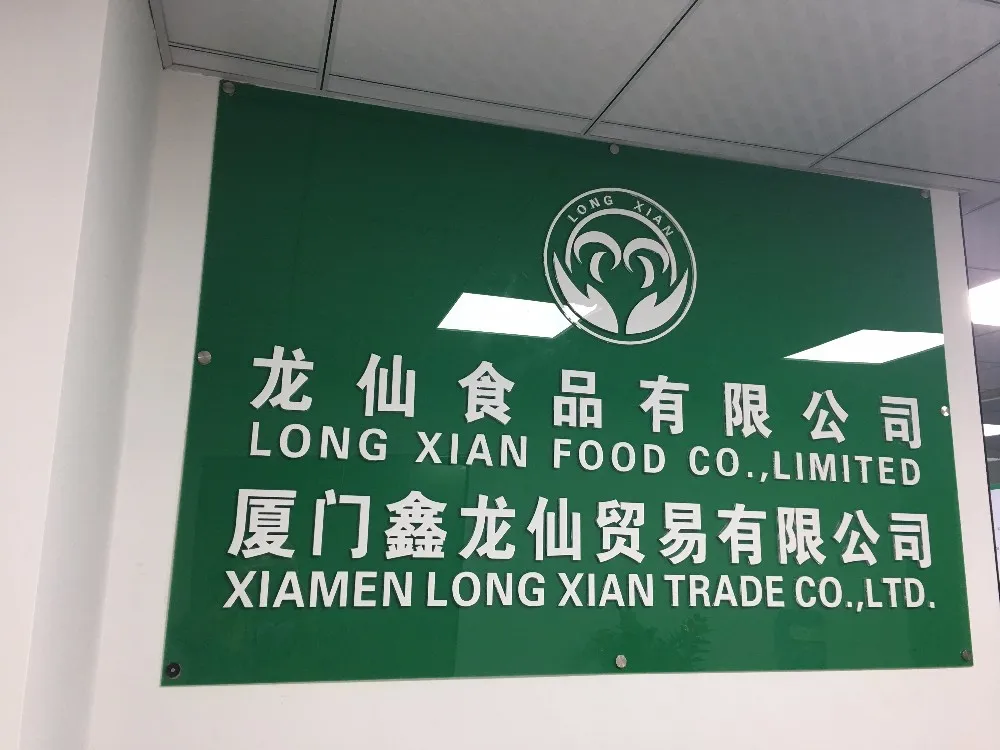 LONG XIAN
龙仙食品有限公司
LONG XIAN FOOD CO.,LIMITED
厦门鑫龙仙贸易有限公司
XIAMEN LONG XIAN TRADE CO.,LTD.